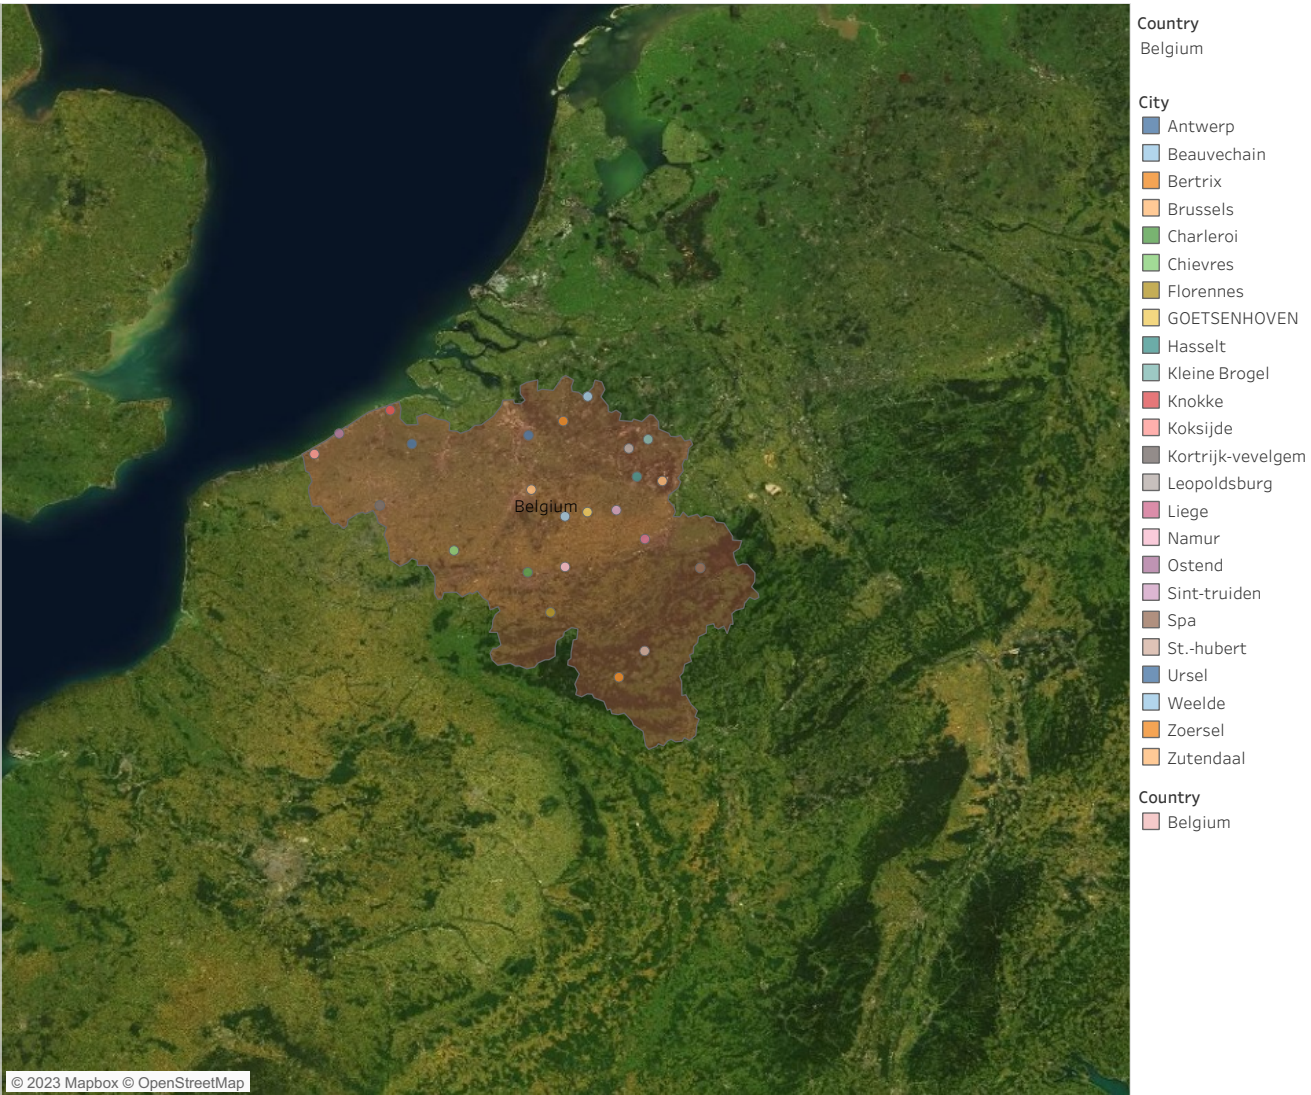 Country
Belgium
City
Antwerp
Beauvechain
Bertrix
Brussels
Charleroi
Chievres
Florennes
GOETSENHOVEN
Hasselt
Kleine Brogel
Knokke
Koksijde
Kortrijk-vevelgem
Leopoldsburg
Liege
Namur
Ostend
Sint-truiden
Spa
St.-hubert
Ursel
Weelde
Zoersel
Zutendaal
Country
Belgium
Belgium
© 2023 Mapbox © OpenStreetMap